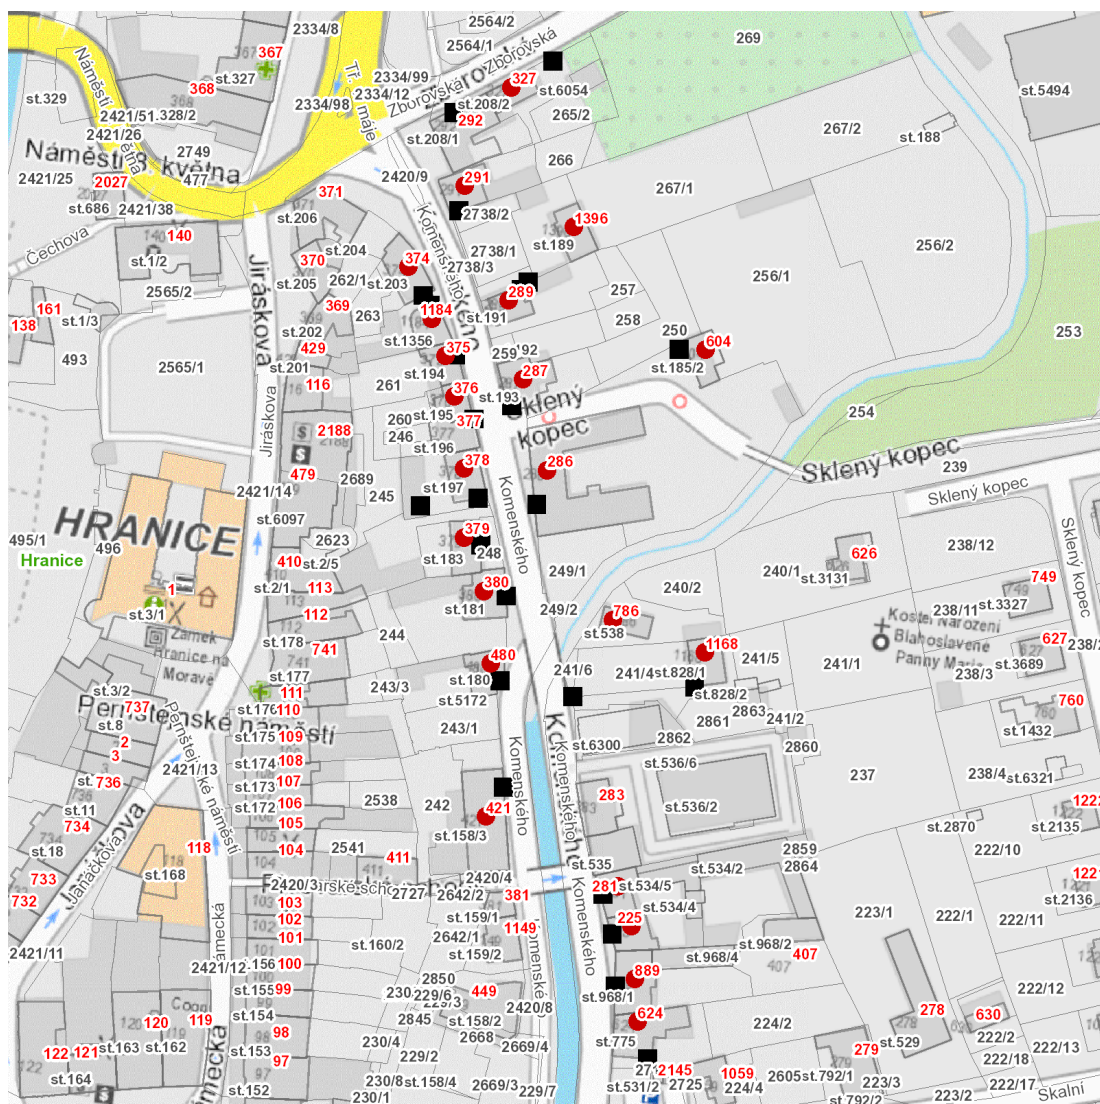 2564/2
2334/8
2564/1
Zborovská
269
367
st.327
2334/99
2334/12
327
st.6054
st.5494
st.329
368
2334/98
Tř.
máje
Zborovská
st.208/2
292
265/2
267/2
st.188
Náměstí
2421/51
328/2
2421/26
st.208/1
2749
266
Náměstí 8. května
477
2420/9
2421/25
2027
371
291
267/1
st.686
2421/38
st.206
2738/2
1396
140
Čechova
st.204
2738/1
st.189
256/2
st.1/2
370
374
2738/3
Komenského
256/1
2565/2
st.205
262/1
st.203
289
257
161
369
1184
258
253
138
st.1/3
263
st.191
250
604
493
st.202
429
st.1356
375
259
2565/1
Jiráskova
st.201
st.194
287
st.185/2
116
261
376
st.193
Sklený
kopec
254
260
st.195
377
2188
246
st.196
Jiráskova
479
378
286
Sklený kopec
239
2689
245
st.197
Sklený kopec
2421/14
HRANICE
st.6097
379
Komenského
495/1
496
2623
st.183
248
Hranice
410
st.2/5
626
238/12
Sklený kopec
1
st.2/1
113
380
249/1
240/2
240/1
st.3131
749
st.3/1
112
st.181
249/2
786
238/11
st.3327
Zámek
Hranice na
Moravě
st.178
244
st.538
Kostel Narození
Blahoslavené
Panny Marie
627
741
480
1168
241/5
241/1
st.3689
st.177
243/3
st.180
241/6
241/4
st.828/1
238/3
st.3/2
111
st.5172
st.828/2
760
737
st.176
110
2863
241/2
st.8
Pernštejnské náměstí
243/1
2861
st.1432
2
st.175
109
st.6300
2862
2860
3
st.174
108
st.536/6
237
238/4
736
2421/13
st.173
107
st.6321
st.11
st.172
106
2538
242
421
283
st.536/2
734
105
st.158/3
st.2870
st.2135
st.18
Janáčkova
118
104
2541
411
st.535
2859
222/10
733
st.168
2420/4
st.534/2
2864
732
2420/3
2727
2642/2
381
281
st.534/5
st.2136
103
st.159/1
st.534/4
223/1
222/1
222/11
102
1149
225
101
st.160/2
2642/1
st.968/2
2421/11
st.159/2
st.968/4
407
2421/12
100
2850
889
222/12
99
449
st.968/1
229/6
2420/8
st.154
119
2845
st.158/2
624
224/2
278
630
120
98
2668
st.775
st.529
222/2
222/13
122
121
st.163
st.162
st.153
230/4
2669/4
97
229/2
279
222/18
st.164
st.152
230/8
st.158/4
2669/3
229/7
2145
1059
2605
st.792/1
223/3
222/17
230/1
st.531/2
2725
224/4
st.792/2
223/2
Skalní